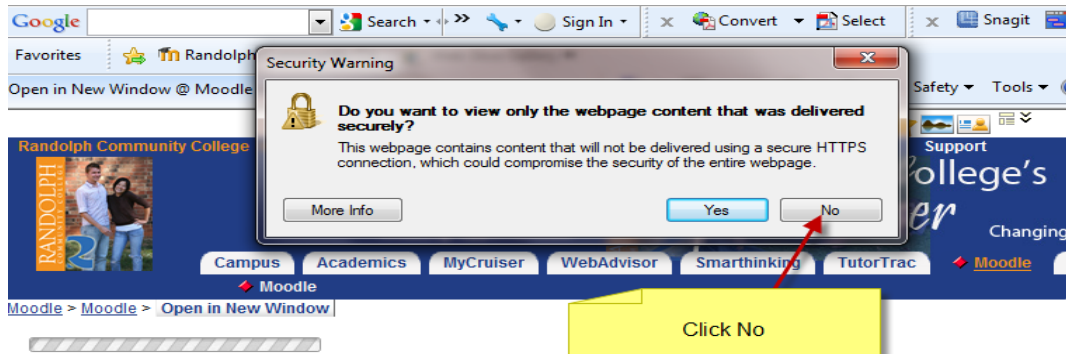 Google Search Sign In x Convert Select x Snagit
Favorites Randolph
Security Warning
Open in New Window @ Moodle
Safety Tools
Do you want to view only the webpage content that was delivered
securely?
This webpage contains content that will not be delivered using a secure HTTPS
connection, which could compromise the security of the entire webpage.
More Info Yes No
Randolph Community College
Support
RANDOLPH
COMMUNITY COLLEGE
ollege's
er
Changing
Campus Academics MyCruiser WebAdvisor Smarthinking TutorTrac Moodle
Moodle
Moodle > Moodle > Open in New Window
Click No